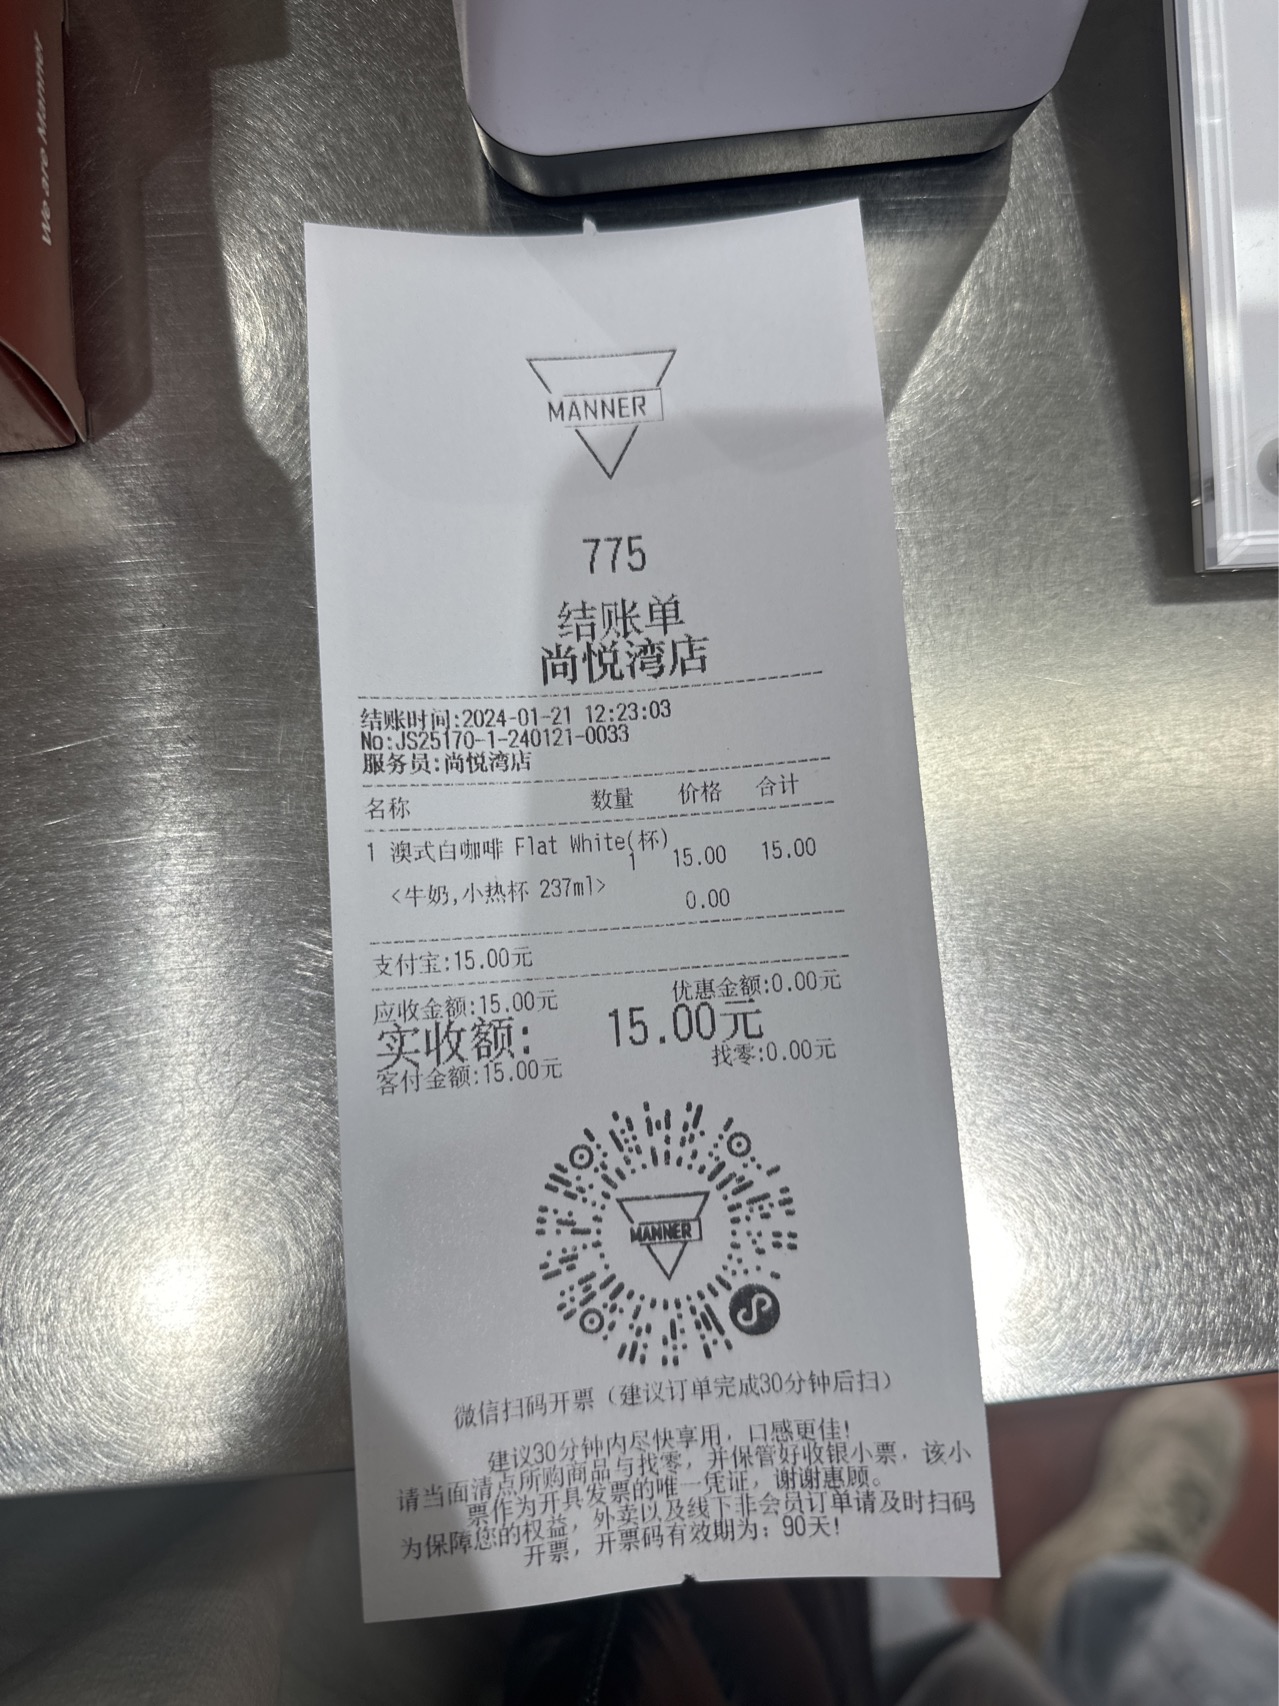 We are Manner
MANNER
775
结账单
尚悦湾店
结账时间:2024-01-21 12:23:03
No:JS25170-1-240121-0033
服务员:尚悦湾店
名称 数量 价格 合计
1 澳式白咖啡 Flat White(杯)
1 15.00 15.00
<牛奶,小热杯 237ml> 0.00
支付宝:15.00元
应收金额:15.00元 优惠金额:0.00元
实收额: 15.00元
客付金额:15.00元 找零:0.00元
MANNER
微信扫码开票（建议订单完成30分钟后扫）
建议30分钟内尽快享用，口感更佳!
请当面清点所购商品与找零，并保管好收银小票，该小
票作为开具发票的唯一凭证，谢谢惠顾。
为保障您的权益，外卖以及线下非会员订单请及时扫码
开票，开票码有效期为：90天!